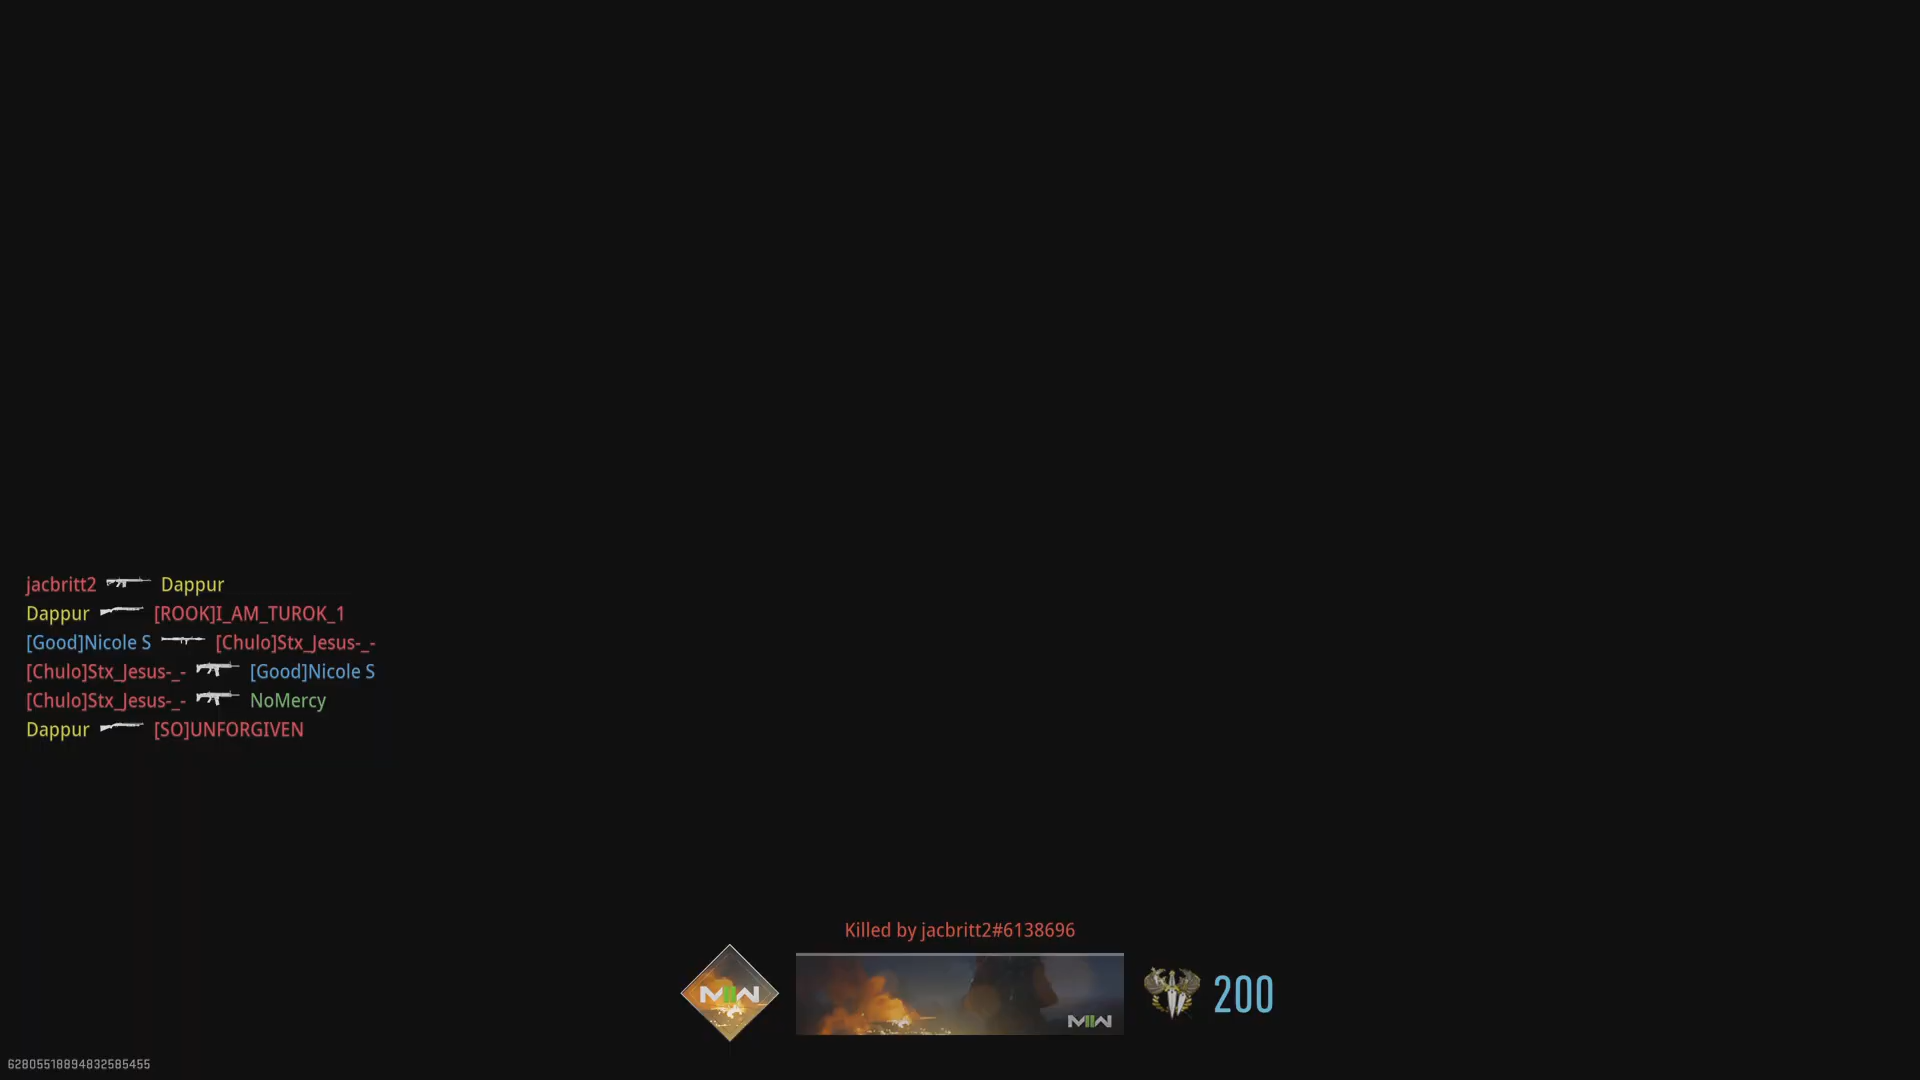 jacbritt2 Dappur
Dappur [ROOK]I_AM_TUROK_1
[Good]Nicole S [Chulo]Stx_Jesus-_-
[Chulo]Stx_Jesus-_- [Good]Nicole S
[Chulo]Stx_Jesus-_- NoMercy
Dappur [SO]UNFORGIVEN
Killed by jacbritt2#6138696
MW
MW
200
62805518894832585455